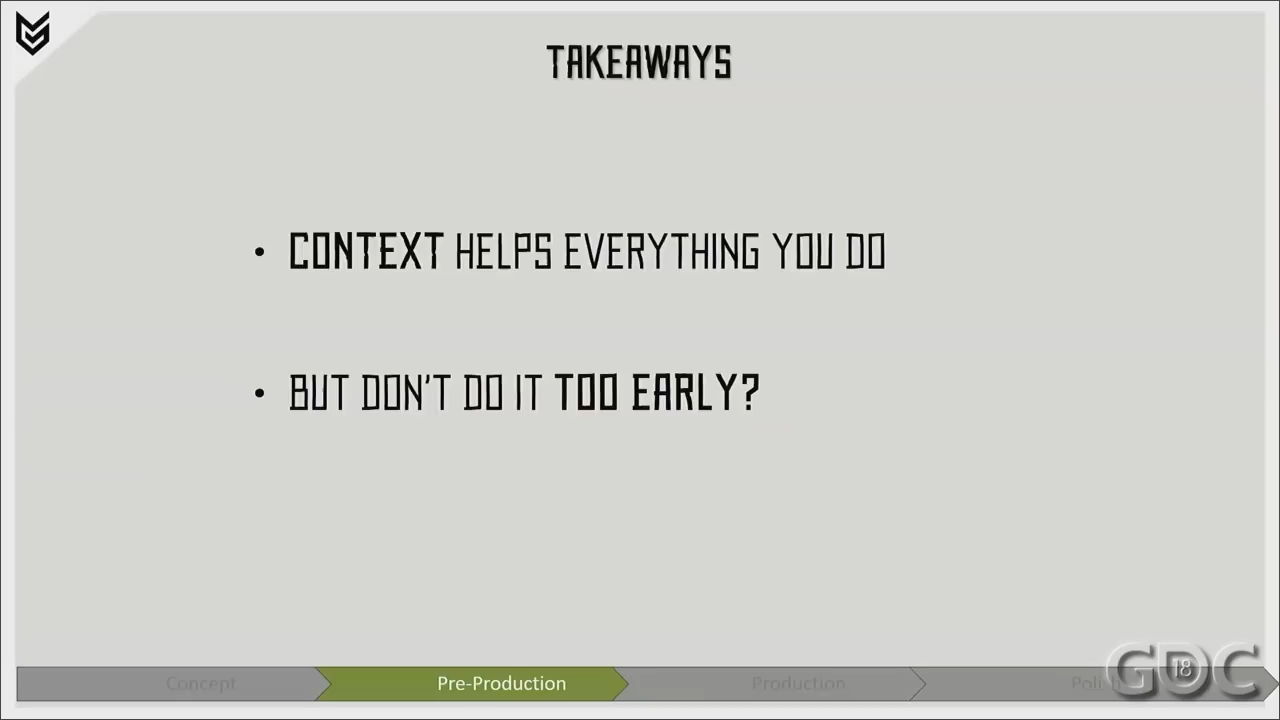 TAKEAWAYS
• CONTEXT HELPS EVERYTHING YOU DO
• BUT DON'T DO IT TOO EARLY?
Concept
Pre-Production
Production
GDC
18